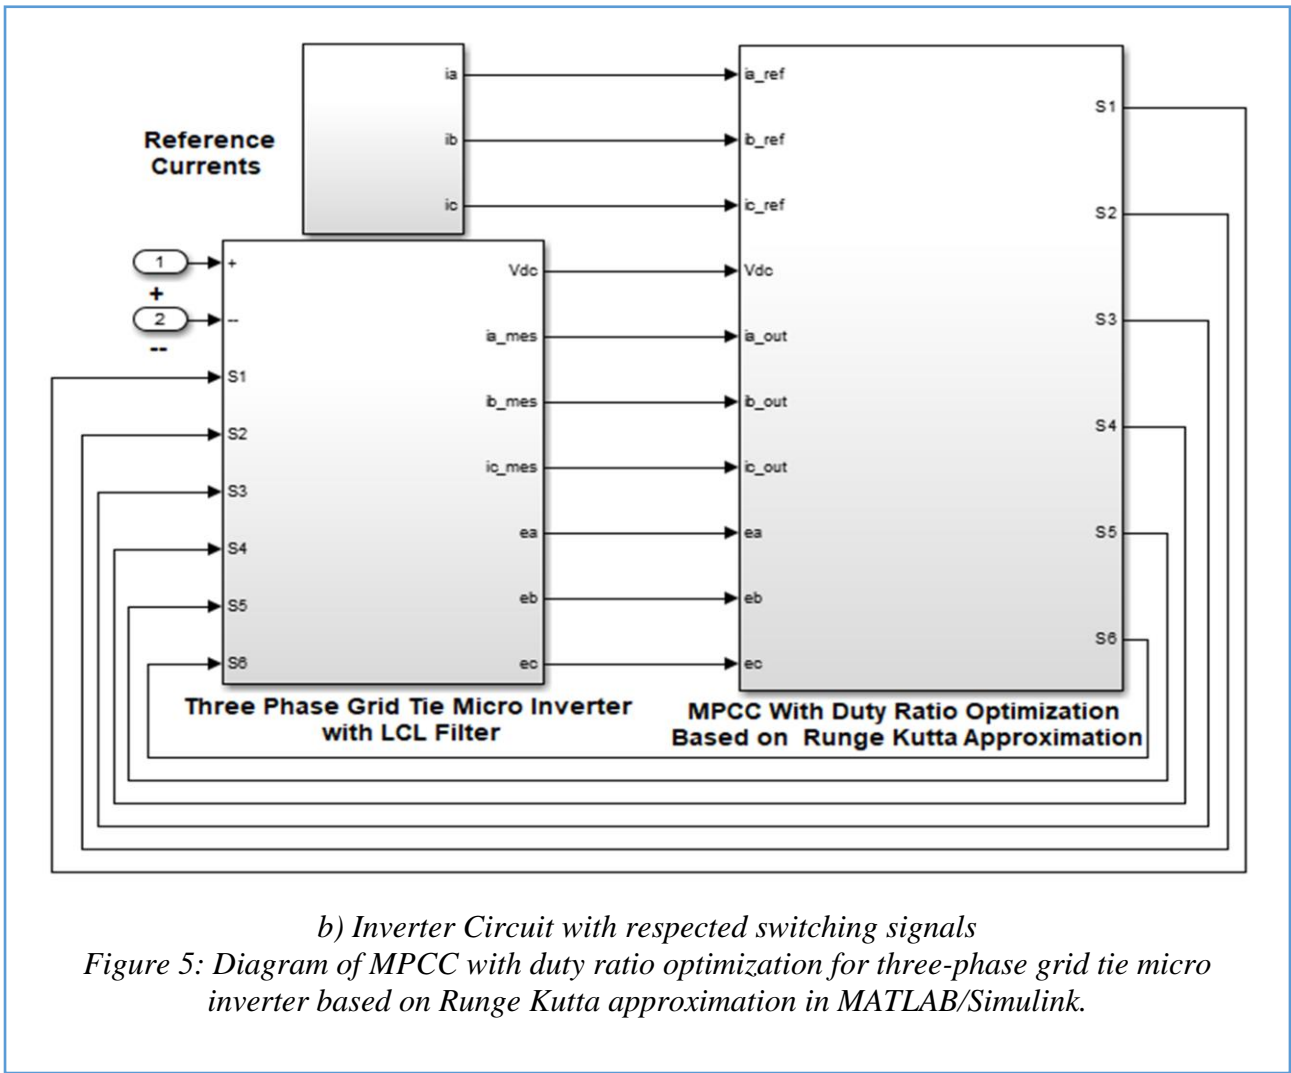 Reference
Currents
ia
ib
ic
ia_ref
ib_ref
ic_ref
Vdc
ia_out
ib_out
ic_out
ea
eb
ec
S1
S2
S3
S4
S5
S6
1
+
2
--
+
--
S1
S2
S3
S4
S5
S6
Vdc
ia_mes
ib_mes
ic_mes
ea
eb
ec
Three Phase Grid Tie Micro Inverter
with LCL Filter
MPCC With Duty Ratio Optimization
Based on Runge Kutta Approximation
b) Inverter Circuit with respected switching signals
Figure 5: Diagram of MPCC with duty ratio optimization for three-phase grid tie micro
inverter based on Runge Kutta approximation in MATLAB/Simulink.